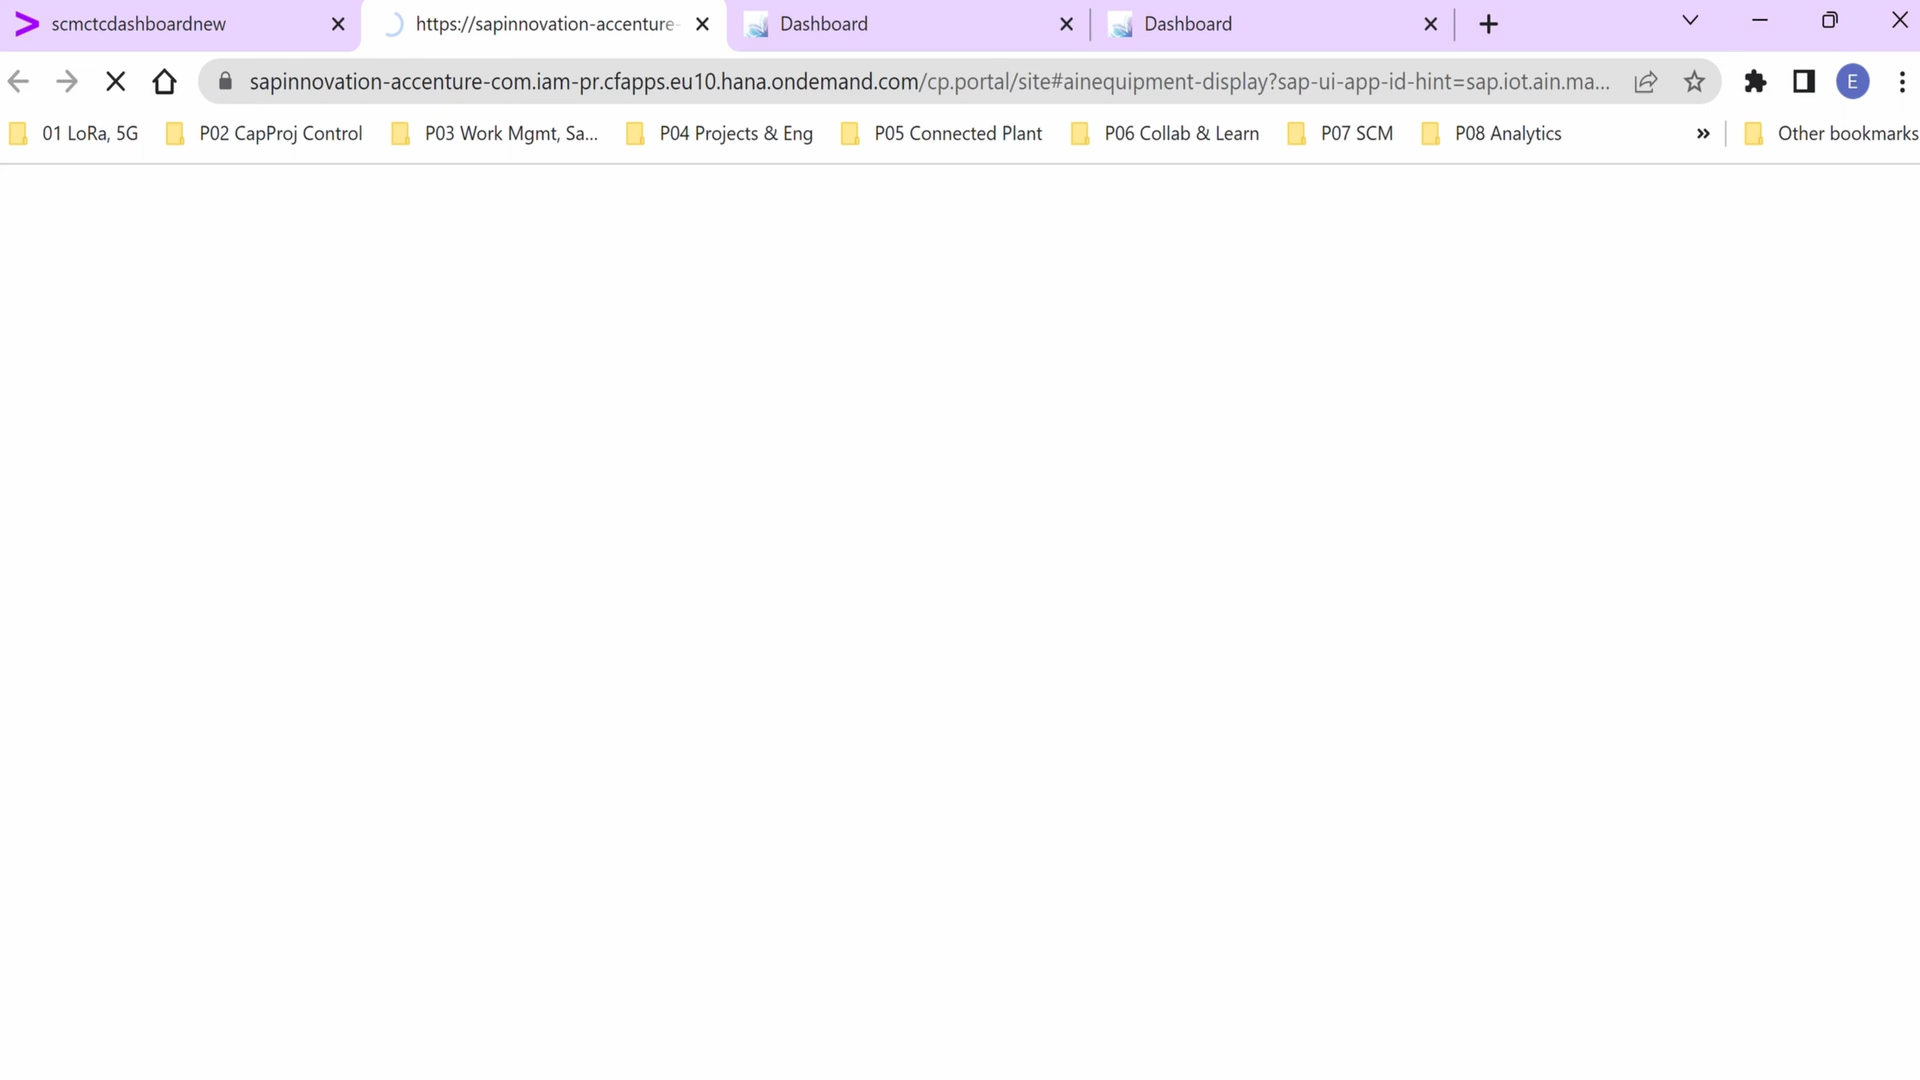 scmctcdashboardnew
https://sapinnovation-accenture-
Dashboard
Dashboard
sapinnovation-accenture-com.iam-pr.cfapps.eu10.hana.ondemand.com/cp.portal/site#ainequipment-display?sap-ui-app-id-hint=sap.iot.ain.ma...
E
01 LoRa, 5G
P02 CapProj Control
P03 Work Mgmt, Sa...
P04 Projects & Eng
P05 Connected Plant
P06 Collab & Learn
P07 SCM
P08 Analytics
»
Other bookmarks